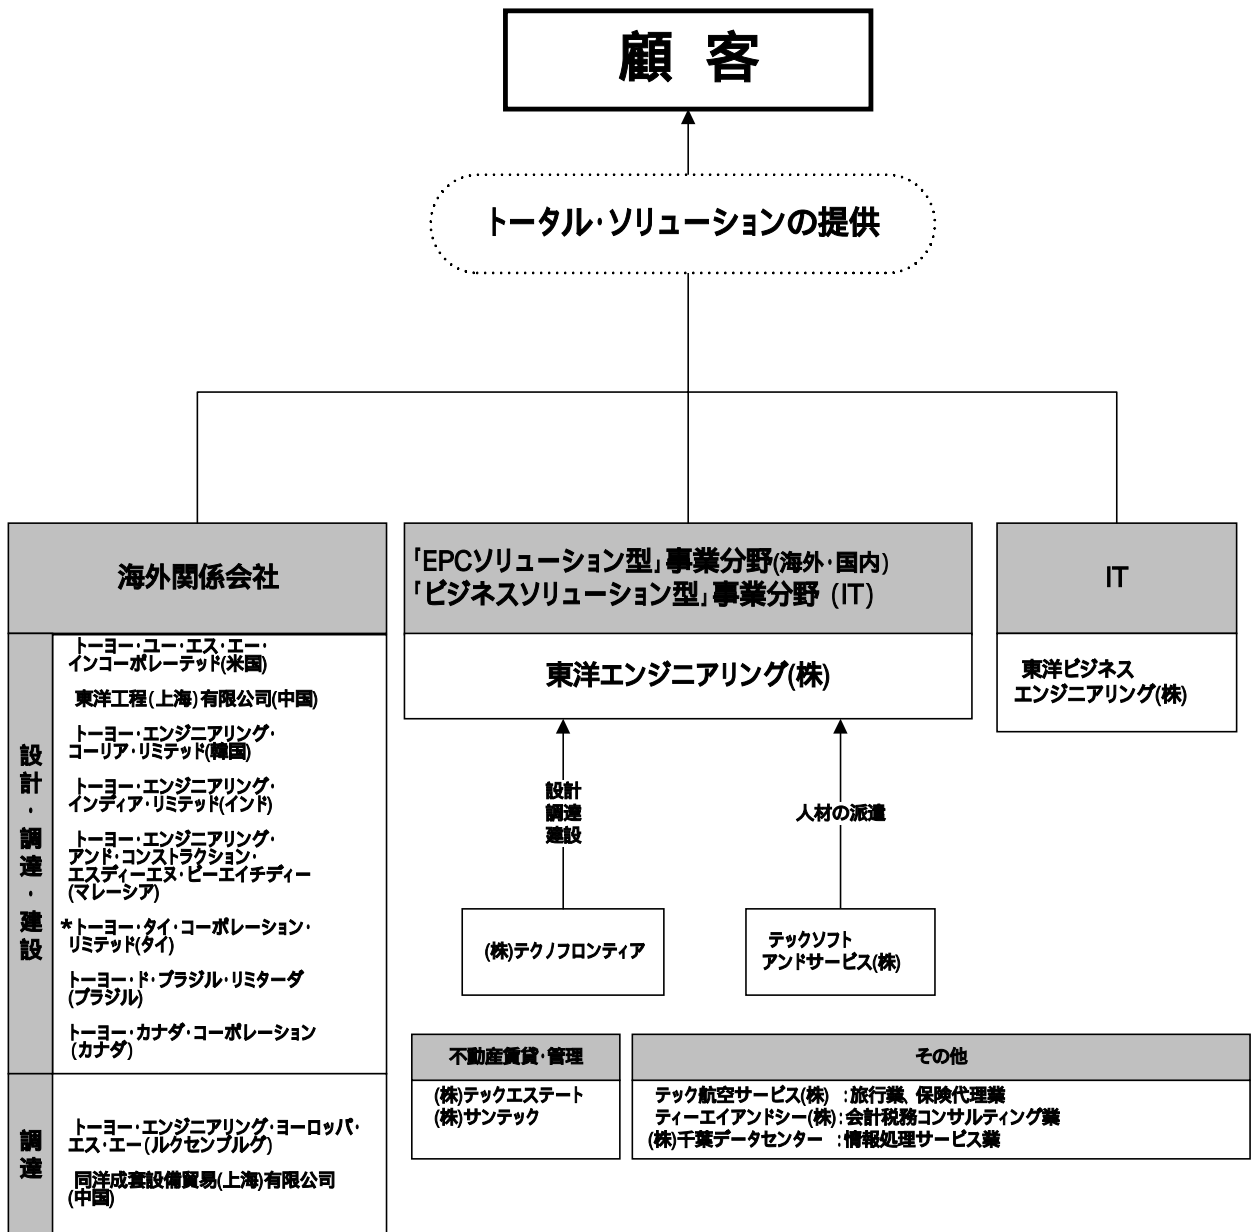 顧 客
トータル・ソリューションの提供
海外関係会社
設計・調達・建設
トーヨー・ユー・エス・エー・
インコーポレーテッド(米国)
東洋工程(上海)有限公司(中国)
トーヨー・エンジニアリング・
コーリア・リミテッド(韓国)
トーヨー・エンジニアリング・
インディア・リミテッド(インド)
トーヨー・エンジニアリング・
アンド・コンストラクション・
エスディーエヌ・ビーエイチディー
(マレーシア)
*トーヨー・タイ・コーポレーション・
リミテッド(タイ)
トーヨー・ド・ブラジル・リミターダ
(ブラジル)
トーヨー・カナダ・コーポレーション
(カナダ)
調達
トーヨー・エンジニアリング・ヨーロッパ・
エス・エー(ルクセンブルグ)
同洋成套設備貿易(上海)有限公司
(中国)
「EPCソリューション型」事業分野(海外・国内)
「ビジネスソリューション型」事業分野 (IT)
東洋エンジニアリング(株)
設計
調達
建設
人材の派遣
(株)テクノフロンティア
テックソフト
アンドサービス(株)
IT
東洋ビジネス
エンジニアリング(株)
不動産賃貸・管理
(株)テックエステート
(株)サンテック
その他
テック航空サービス(株) :旅行業、保険代理業
ティーエイアンドシー(株):会計税務コンサルティング業
(株)千葉データセンター :情報処理サービス業